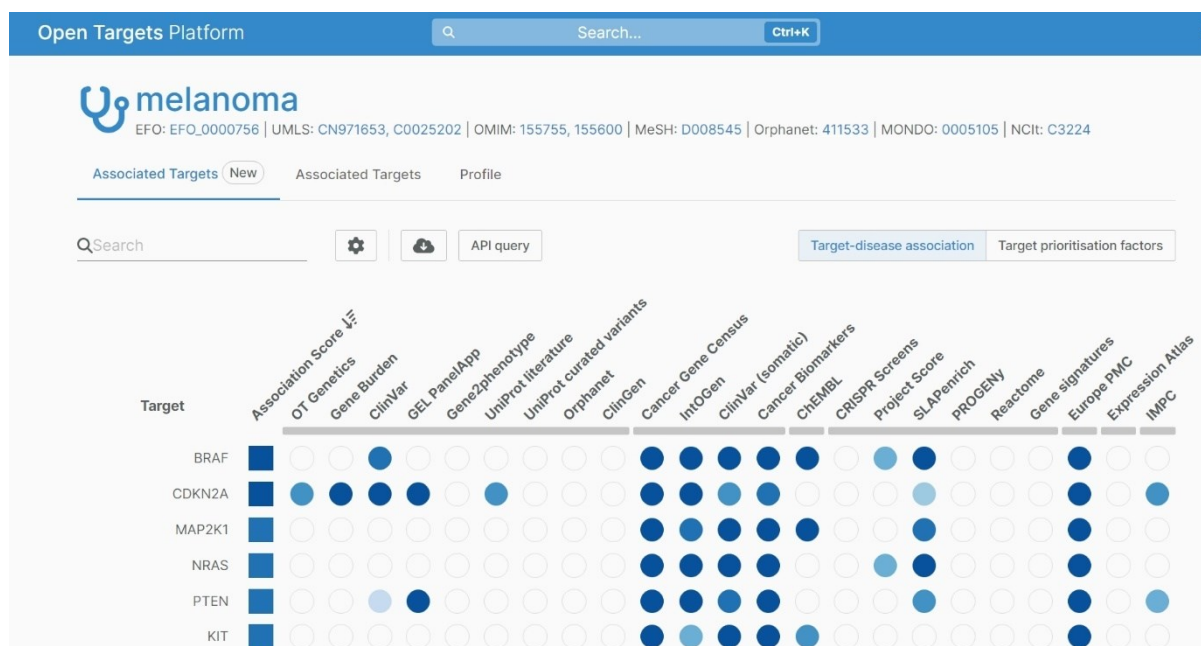 Open Targets Platform
Search...
Ctrl+K
melanoma
EFO: EFO_0000756 | UMLS: CN971653, C0025202 | OMIM: 155755, 155600 | MeSH: D008545 | Orphanet: 411533 | MONDO: 0005105 | NCIt: C3224
Associated Targets New Associated Targets Profile
Search API query Target-disease association Target prioritisation factors
Target
Association Score
OT Genetics
Gene Burden
ClinVar
GEL PanelApp
Gene2phenotype
UniProt literature
UniProt curated variants
Orphanet
ClinGen
Cancer Gene Census
IntOGen
ClinVar (somatic)
Cancer Biomarkers
ChEMBL
CRISPR Screens
Project Score
SLAPenrich
PROGENy
Reactome
Gene signatures
Europe PMC
Expression Atlas
IMPC
BRAF
CDKN2A
MAP2K1
NRAS
PTEN
KIT